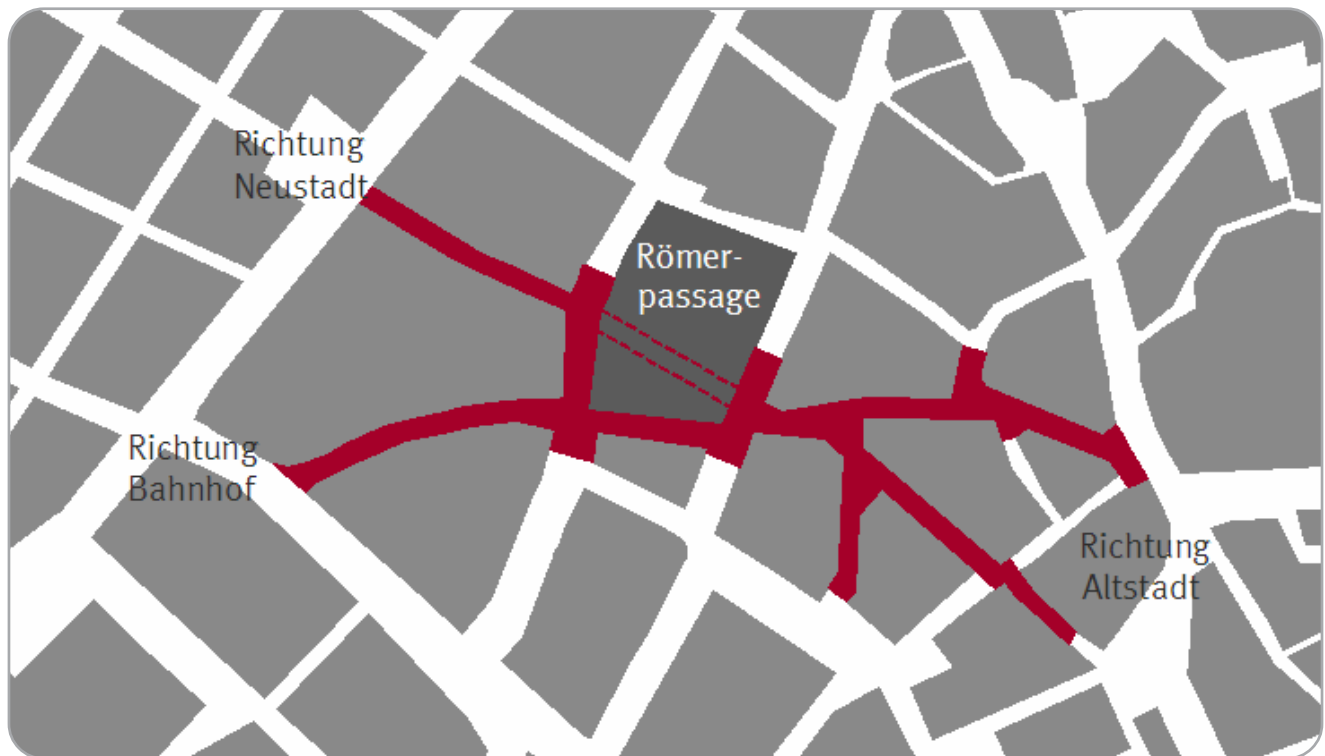 Richtung
Neustadt
Römer-
passage
Richtung
Bahnhof
Richtung
Altstadt